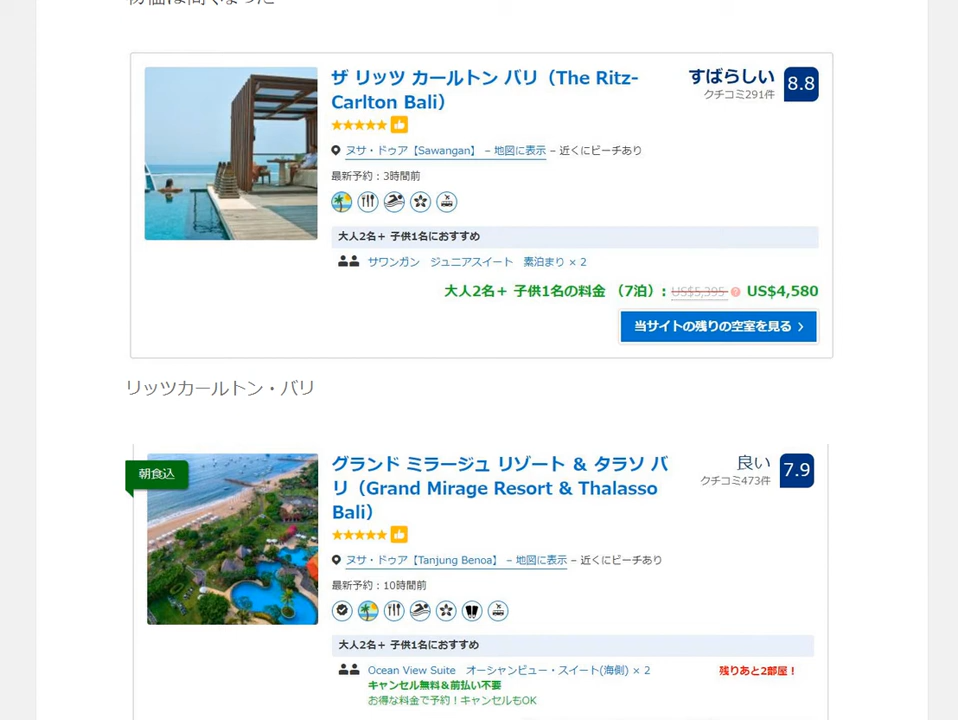 ザ リッツ カールトン バリ（The Ritz-
Carlton Bali）
すばらしい
クチコミ291件
8.8
ヌサ・ドゥア【Sawangan】 – 地図に表示 – 近くにビーチあり
最新予約：3時間前
大人2名＋ 子供1名におすすめ
サワンガン　ジュニアスイート　素泊まり × 2
大人2名＋ 子供1名の料金 （7泊）: US$5,395 US$4,580
当サイトの残りの空室を見る
リッツカールトン・バリ
朝食込
グランド ミラージュ リゾート ＆ タラソ バ
リ（Grand Mirage Resort & Thalasso
Bali）
良い
クチコミ473件
7.9
ヌサ・ドゥア【Tanjung Benoa】 – 地図に表示 – 近くにビーチあり
最新予約：10時間前
大人2名＋ 子供1名におすすめ
Ocean View Suite　オーシャンビュー・スイート(海側) × 2
残りあと2部屋！
キャンセル無料&前払い不要
お得な料金で予約！キャンセルもOK